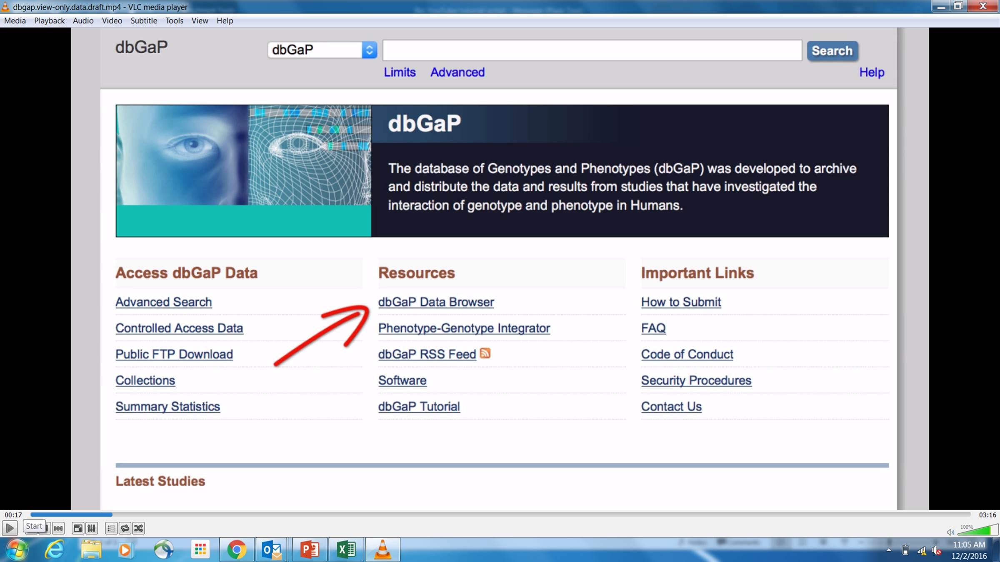 dbgap.view-only.data.draft.mp4 - VLC media player
Media Playback Audio Video Subtitle Tools View Help
dbGaP dbGaP Search
Limits Advanced Help
dbGaP
The database of Genotypes and Phenotypes (dbGaP) was developed to archive
and distribute the data and results from studies that have investigated the
interaction of genotype and phenotype in Humans.
Access dbGaP Data
Advanced Search
Controlled Access Data
Public FTP Download
Collections
Summary Statistics
Resources
dbGaP Data Browser
Phenotype-Genotype Integrator
dbGaP RSS Feed
Software
dbGaP Tutorial
Important Links
How to Submit
FAQ
Code of Conduct
Security Procedures
Contact Us
Latest Studies
00:17 03:16
Start 100%
11:05 AM
12/2/2016